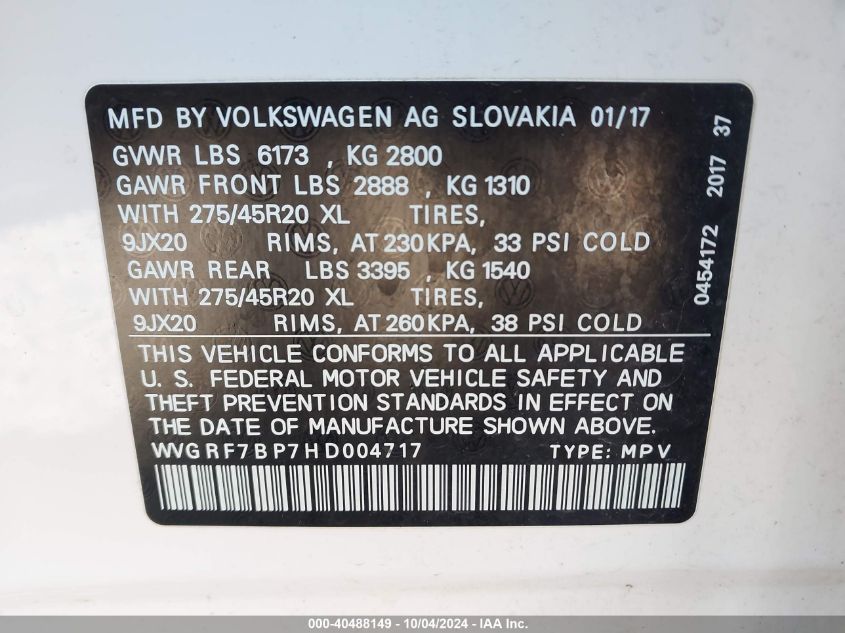 MFD BY VOLKSWAGEN AG SLOVAKIA 01/17
GVWR LBS 6173 , KG 2800
GAWR FRONT LBS 2888 , KG 1310
WITH 275/45R20 XL TIRES,
9JX20 RIMS, AT 230 KPA, 33 PSI COLD
GAWR REAR LBS 3395 , KG 1540
WITH 275/45R20 XL TIRES,
9JX20 RIMS, AT 260 KPA, 38 PSI COLD
THIS VEHICLE CONFORMS TO ALL APPLICABLE
U. S. FEDERAL MOTOR VEHICLE SAFETY AND
THEFT PREVENTION STANDARDS IN EFFECT ON
THE DATE OF MANUFACTURE SHOWN ABOVE.
WVGRF7BP7HD004717 TYPE: MPV
0454172 2017 37
000-40488149 - 10/04/2024 - IAA Inc.